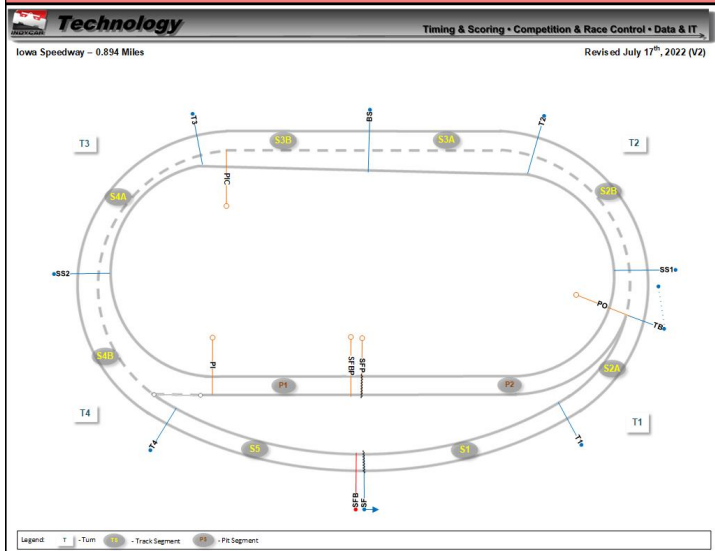 INDYCAR Technology
Timing & Scoring • Competition & Race Control • Data & IT
Iowa Speedway – 0.894 Miles
Revised July 17th, 2022 (V2)
T3
BS
T2
T3
S3B
S3A
T2
PIC
S4A
S2B
SS2
SS1
PO
TB
PI
SFBP
SFP
S4B
P1
P2
S2A
T4
T1
T4
T1
S5
S1
SFB
SF
Legend: T - Turn T3 - Track Segment P3 - Pit Segment